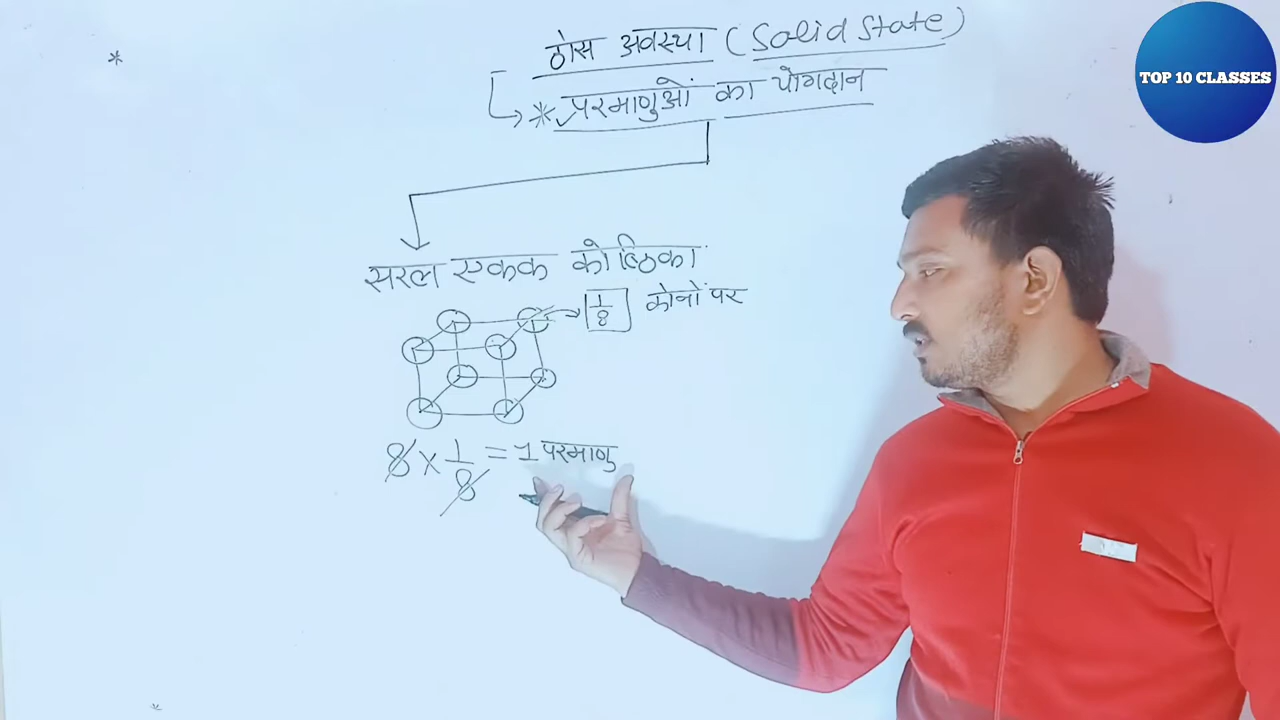 ठोस अवस्था (Solid State)
* परमाणुओं का योगदान
TOP 10 CLASSES
सरल एकक कोष्ठिका
1/8 कोनों पर
8 x 1/8 = 1 परमाणु